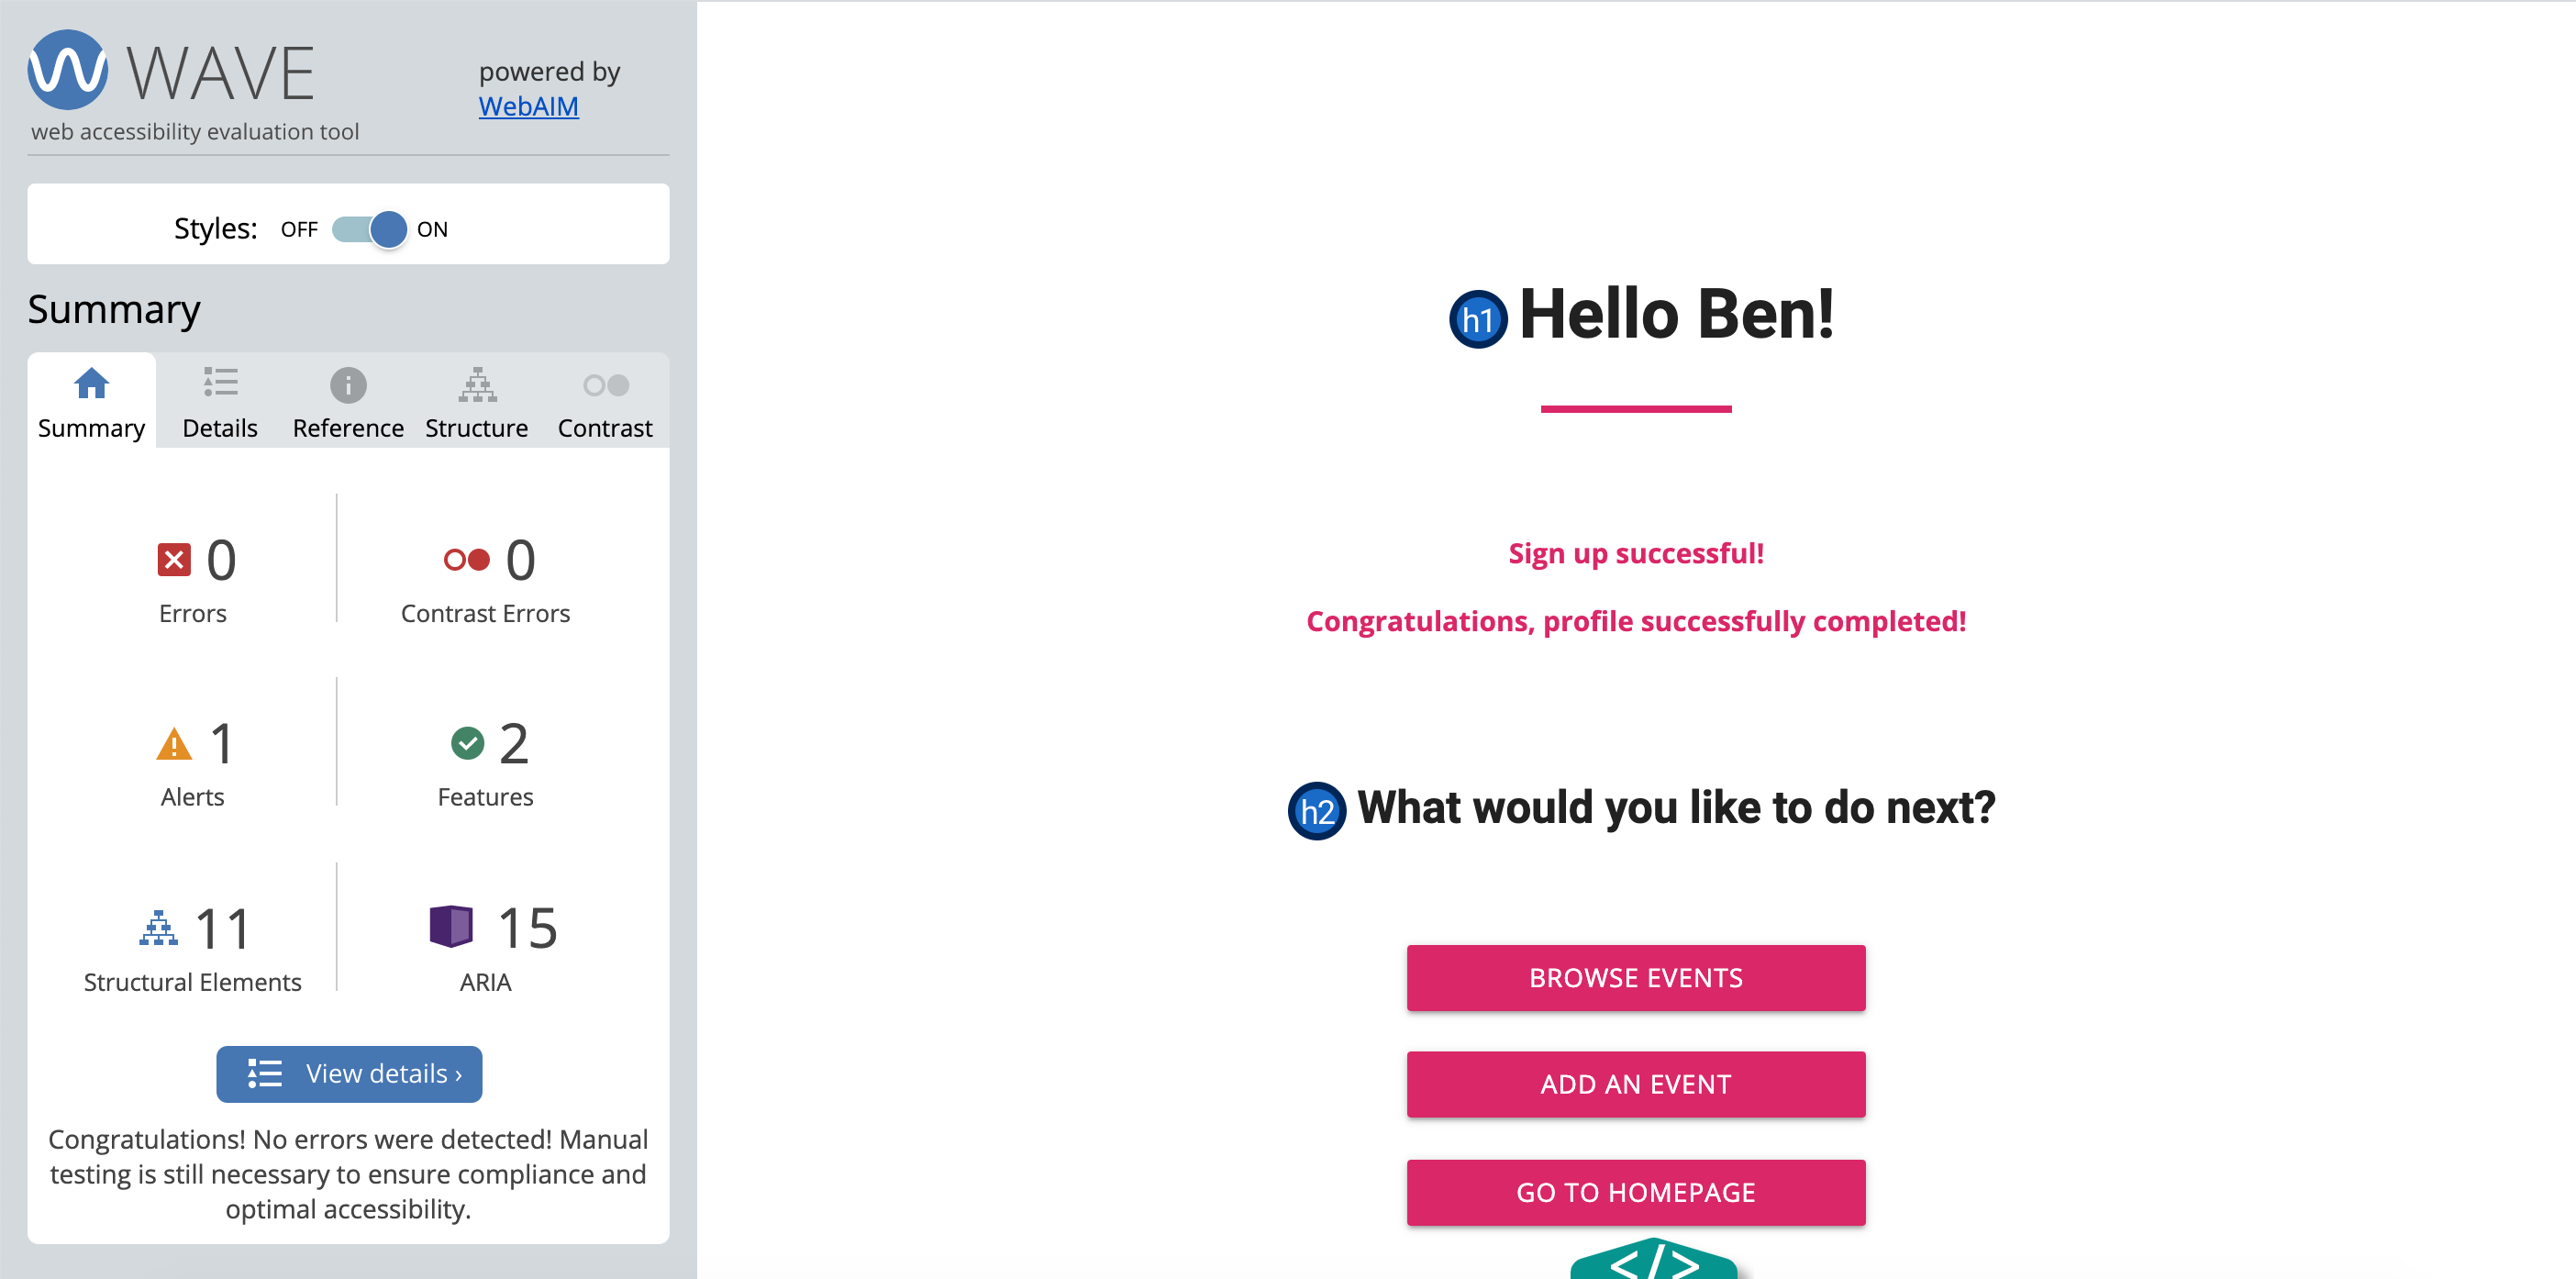 WAVE
web accessibility evaluation tool
powered by
WebAIM
Styles: OFF ON
Summary
Summary Details Reference Structure Contrast
0
Errors
0
Contrast Errors
1
Alerts
2
Features
11
Structural Elements
15
ARIA
View details ›
Congratulations! No errors were detected! Manual
testing is still necessary to ensure compliance and
optimal accessibility.
h1 Hello Ben!
Sign up successful!
Congratulations, profile successfully completed!
h2 What would you like to do next?
BROWSE EVENTS
ADD AN EVENT
GO TO HOMEPAGE
</>